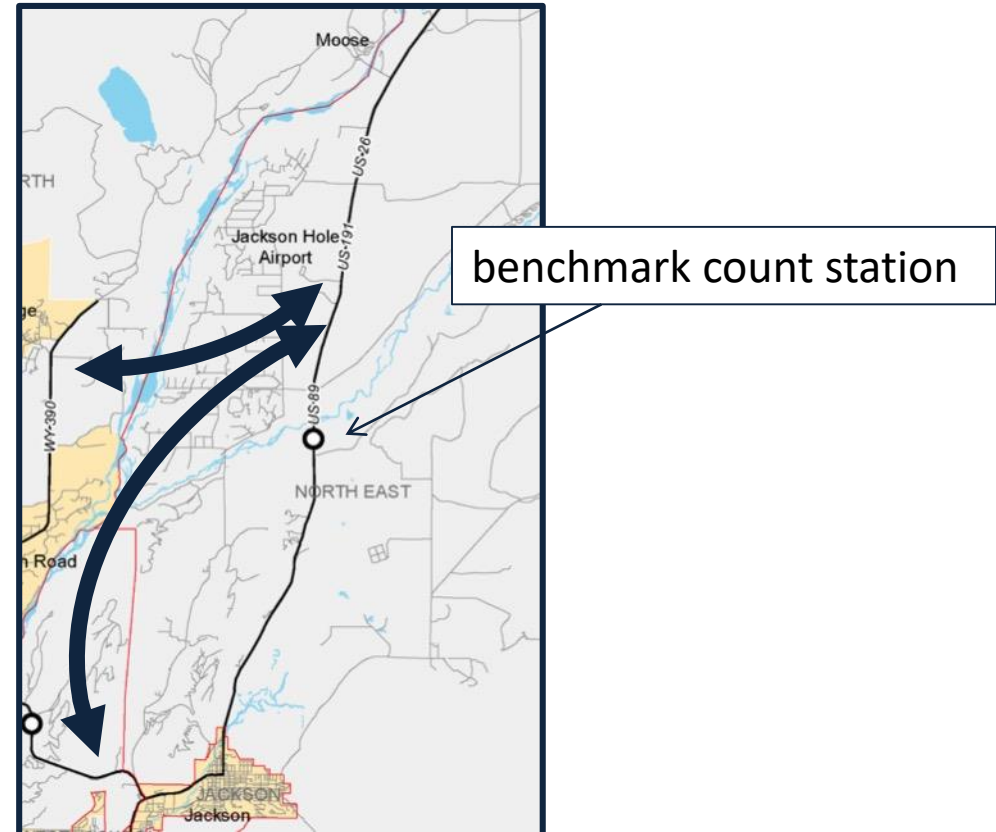 Moose
US-26
RTH
Jackson Hole
Airport
US-191
benchmark count station
ge
WY-390
US-89
NORTH EAST
n Road
JACKSON
Jackson